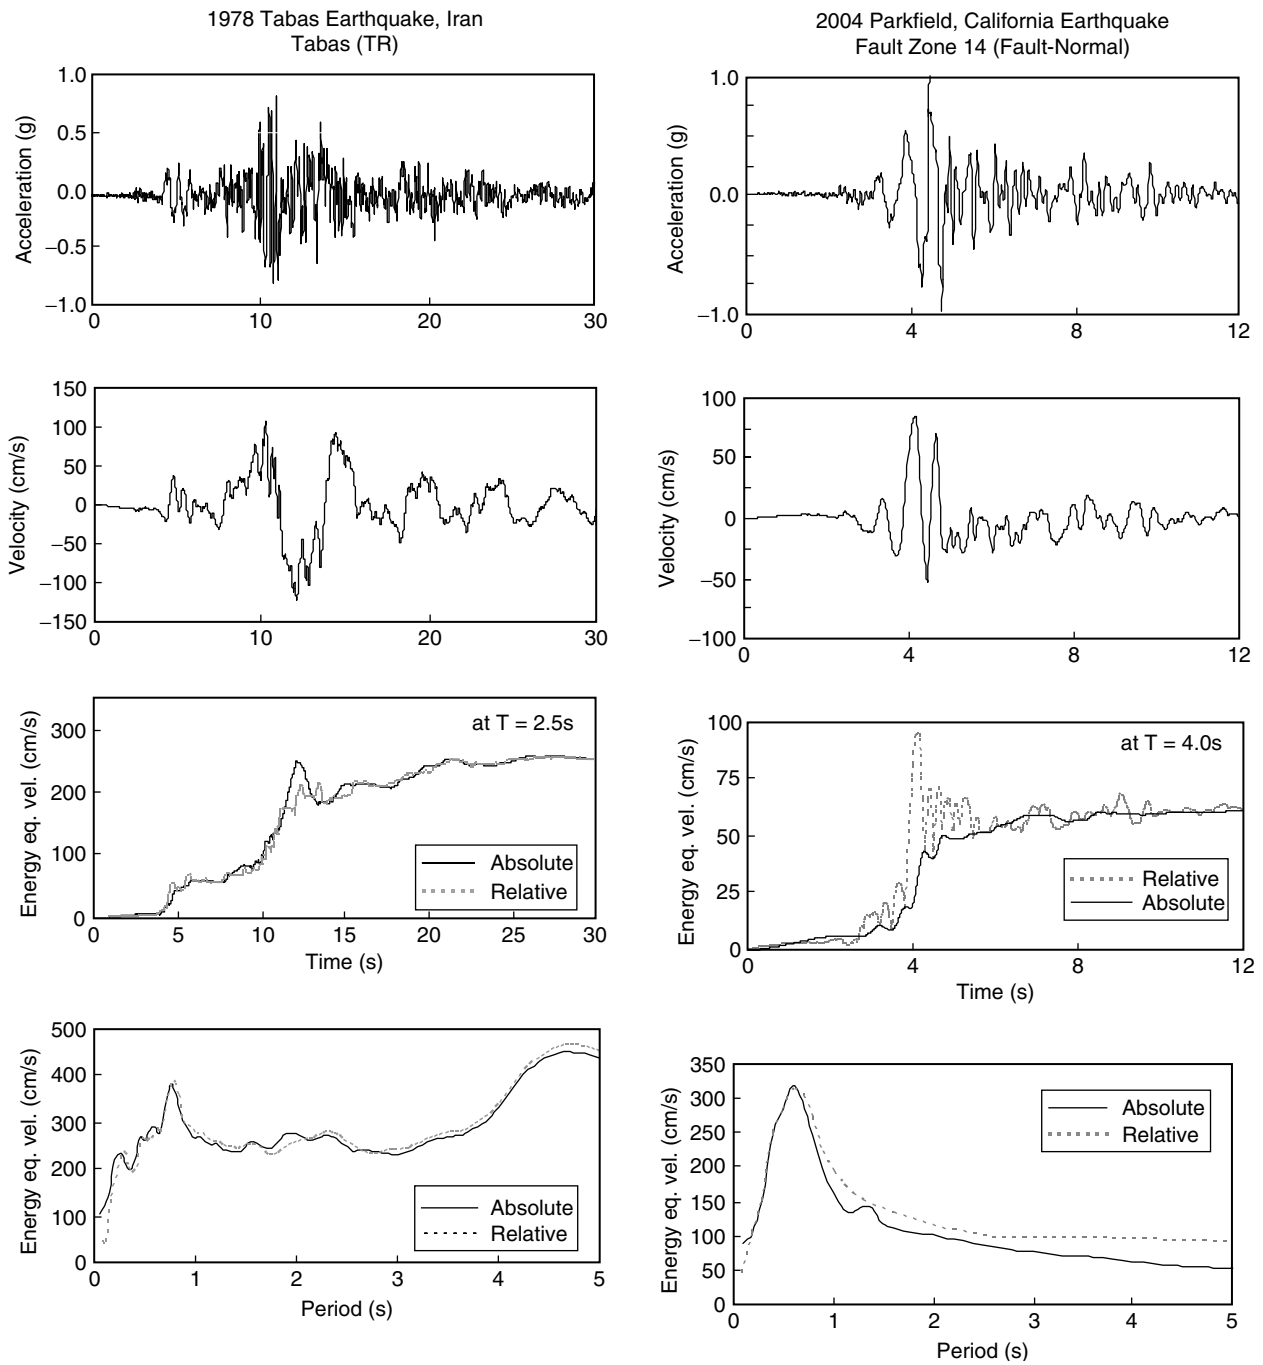 1978 Tabas Earthquake, Iran
Tabas (TR)
1.0
0.5
0.0
−0.5
−1.0
Acceleration (g)
0 10 20 30
150
100
50
0
−50
−100
−150
Velocity (cm/s)
0 10 20 30
at T = 2.5s
300
200
100
0
Energy eq. vel. (cm/s)
Absolute
Relative
0 5 10 15 20 25 30
Time (s)
500
400
300
200
100
0
Energy eq. vel. (cm/s)
Absolute
Relative
0 1 2 3 4 5
Period (s)
2004 Parkfield, California Earthquake
Fault Zone 14 (Fault-Normal)
1.0
0.0
−1.0
Acceleration (g)
0 4 8 12
100
50
0
−50
−100
Velocity (cm/s)
0 4 8 12
at T = 4.0s
100
75
50
25
0
Energy eq. vel. (cm/s)
Relative
Absolute
0 4 8 12
Time (s)
350
300
250
200
150
100
50
0
Energy eq. vel. (cm/s)
Absolute
Relative
0 1 2 3 4 5
Period (s)